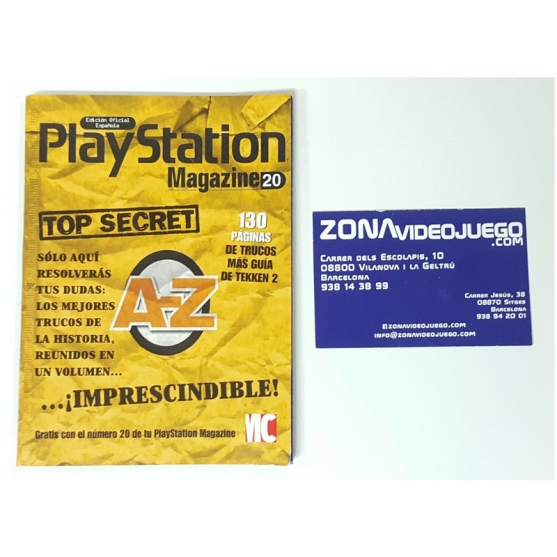 Edición Oficial
Española
PlayStation
Magazine 20
TOP SECRET
130
PÁGINAS
DE TRUCOS
MÁS GUÍA
DE TEKKEN 2
SÓLO AQUÍ
RESOLVERÁS
TUS DUDAS:
LOS MEJORES
TRUCOS DE
LA HISTORIA,
REUNIDOS EN
UN VOLUMEN...
A-Z
...¡IMPRESCINDIBLE!
Gratis con el número 20 de tu PlayStation Magazine
MC
ZONAVIDEOJUEGO
.COM
CARRER DELS ESCOLAPIS, 10
08800 VILANOVA I LA GELTRÚ
BARCELONA
938 14 38 99
CARRER JESÚS, 38
08870 SITGES
BARCELONA
938 94 20 01
INFO@ZONAVIDEOJUEGO.COM